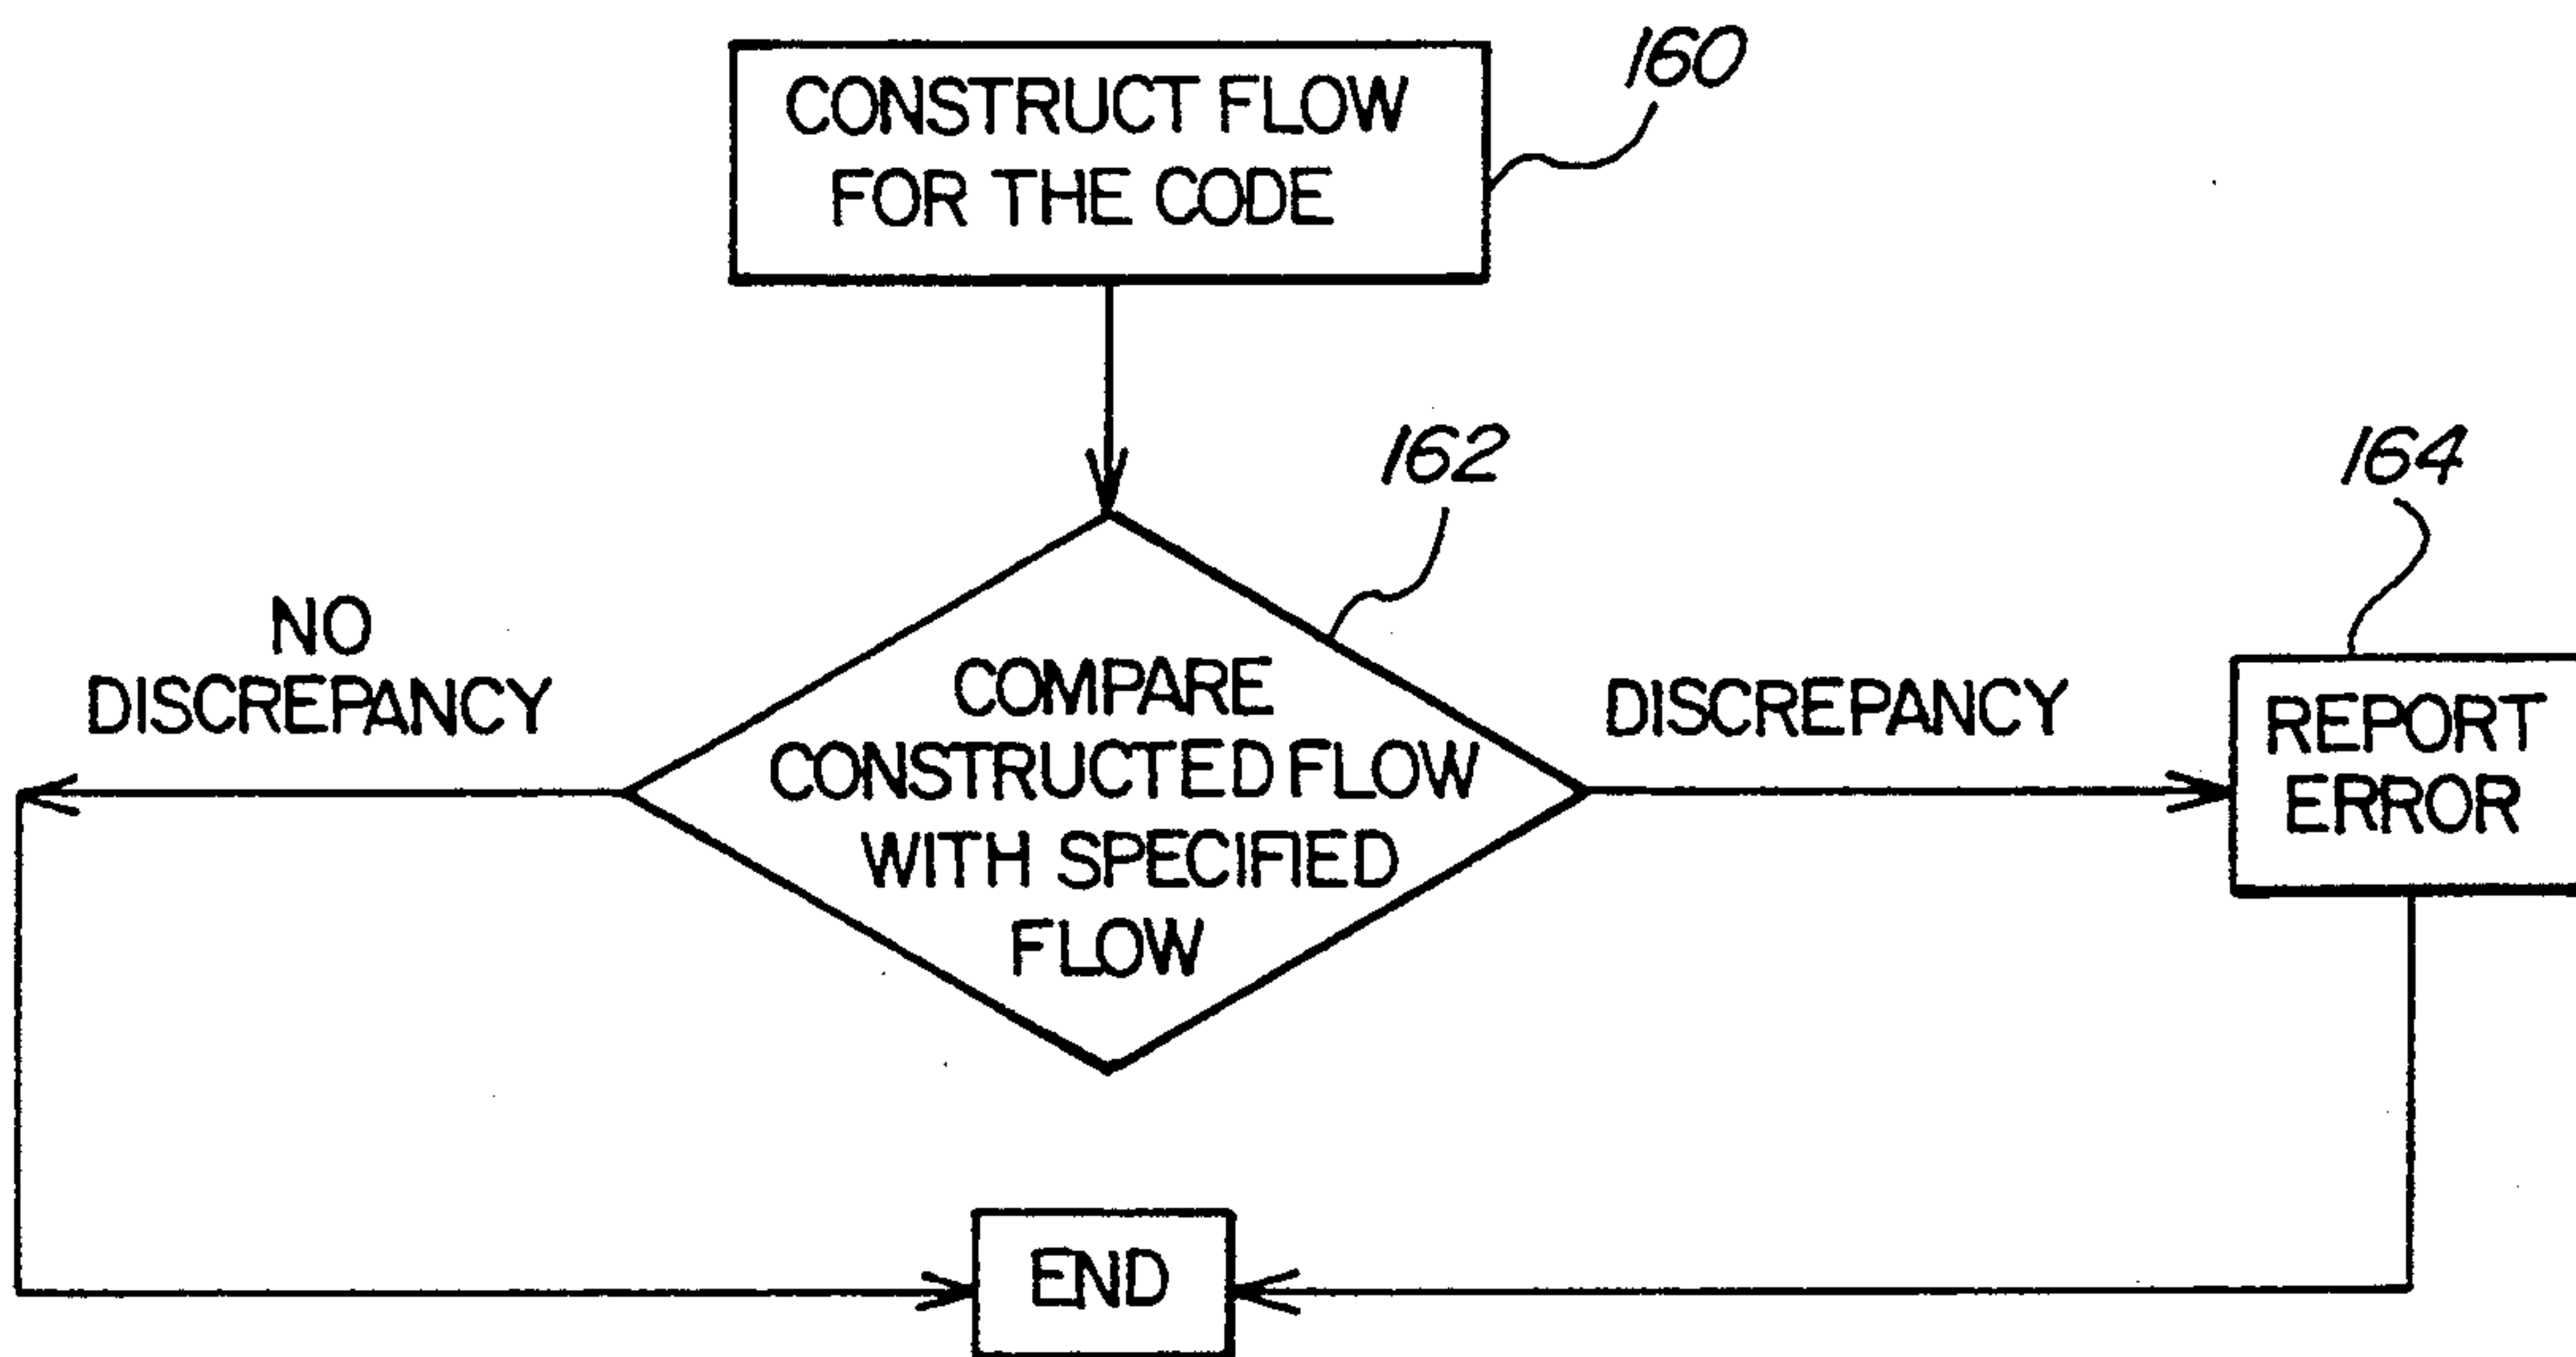 CONSTRUCT FLOW
FOR THE CODE
160
162
164
NO
DISCREPANCY
COMPARE
CONSTRUCTED FLOW
WITH SPECIFIED
FLOW
DISCREPANCY
REPORT
ERROR
END